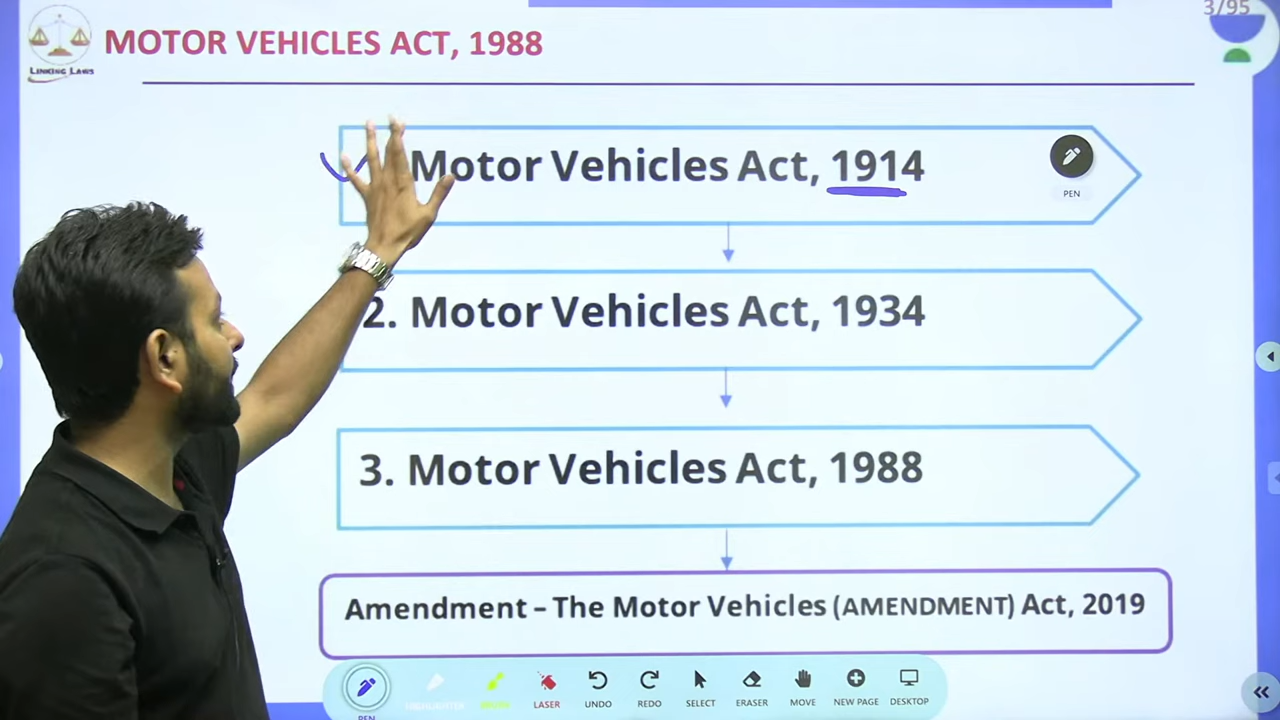 3/95
LINKING LAWS
MOTOR VEHICLES ACT, 1988
Motor Vehicles Act, 1914
PEN
2. Motor Vehicles Act, 1934
3. Motor Vehicles Act, 1988
Amendment – The Motor Vehicles (AMENDMENT) Act, 2019
PEN
HIGHLIGHTER
LASER
UNDO
REDO
SELECT
ERASER
MOVE
NEW PAGE
DESKTOP